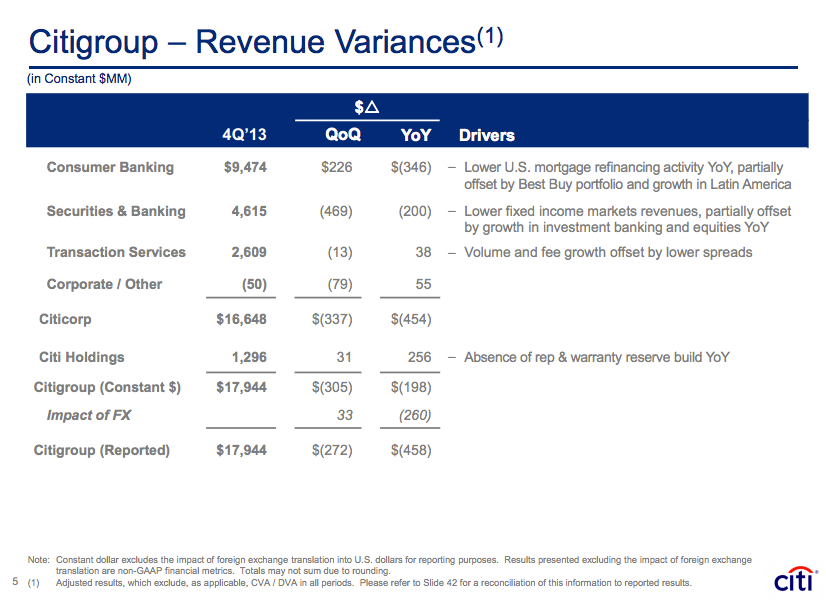 Citigroup – Revenue Variances(1)
(in Constant $MM)
$△
4Q'13 QoQ YoY Drivers
Consumer Banking $9,474 $226 $(346) – Lower U.S. mortgage refinancing activity YoY, partially
offset by Best Buy portfolio and growth in Latin America
Securities & Banking 4,615 (469) (200) – Lower fixed income markets revenues, partially offset
by growth in investment banking and equities YoY
Transaction Services 2,609 (13) 38 – Volume and fee growth offset by lower spreads
Corporate / Other (50) (79) 55
Citicorp $16,648 $(337) $(454)
Citi Holdings 1,296 31 256 – Absence of rep & warranty reserve build YoY
Citigroup (Constant $) $17,944 $(305) $(198)
Impact of FX 33 (260)
Citigroup (Reported) $17,944 $(272) $(458)
Note: Constant dollar excludes the impact of foreign exchange translation into U.S. dollars for reporting purposes. Results presented excluding the impact of foreign exchange
translation are non-GAAP financial metrics. Totals may not sum due to rounding.
5 (1) Adjusted results, which exclude, as applicable, CVA / DVA in all periods. Please refer to Slide 42 for a reconciliation of this information to reported results.
citi®